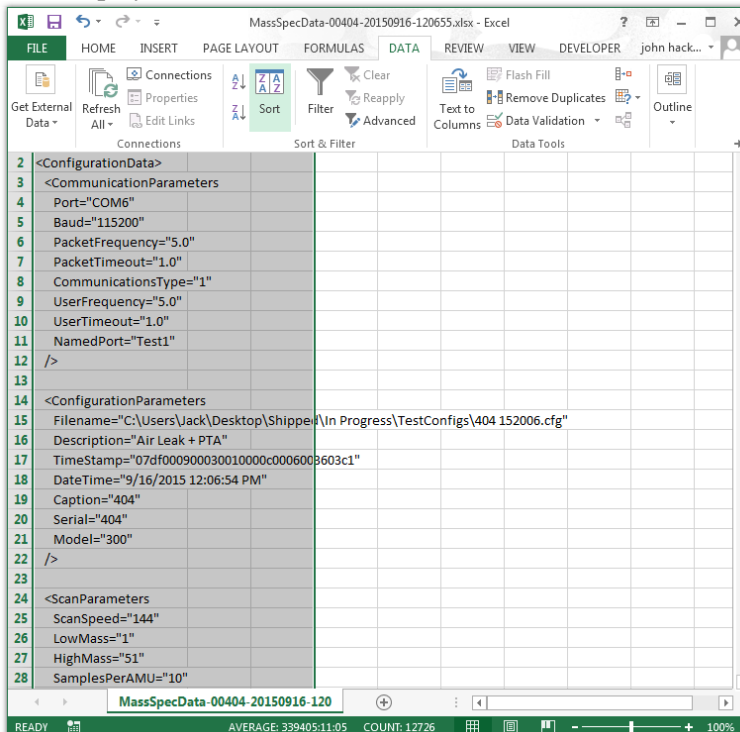 MassSpecData-00404-20150916-120655.xlsx - Excel
FILE HOME INSERT PAGE LAYOUT FORMULAS DATA REVIEW VIEW DEVELOPER john hack...
Get External Data
Refresh All
Connections
Properties
Edit Links
Connections
Sort
Filter
Clear
Reapply
Advanced
Sort & Filter
Text to Columns
Flash Fill
Remove Duplicates
Data Validation
Data Tools
Outline
2 <ConfigurationData>
3 <CommunicationParameters
4 Port="COM6"
5 Baud="115200"
6 PacketFrequency="5.0"
7 PacketTimeout="1.0"
8 CommunicationsType="1"
9 UserFrequency="5.0"
10 UserTimeout="1.0"
11 NamedPort="Test1"
12 />
13
14 <ConfigurationParameters
15 Filename="C:\Users\Jack\Desktop\Shipped\In Progress\TestConfigs\404 152006.cfg"
16 Description="Air Leak + PTA"
17 TimeStamp="07df000900030010000c0006003603c1"
18 DateTime="9/16/2015 12:06:54 PM"
19 Caption="404"
20 Serial="404"
21 Model="300"
22 />
23
24 <ScanParameters
25 ScanSpeed="144"
26 LowMass="1"
27 HighMass="51"
28 SamplesPerAMU="10"
MassSpecData-00404-20150916-120
READY AVERAGE: 339405:11:05 COUNT: 12726 100%